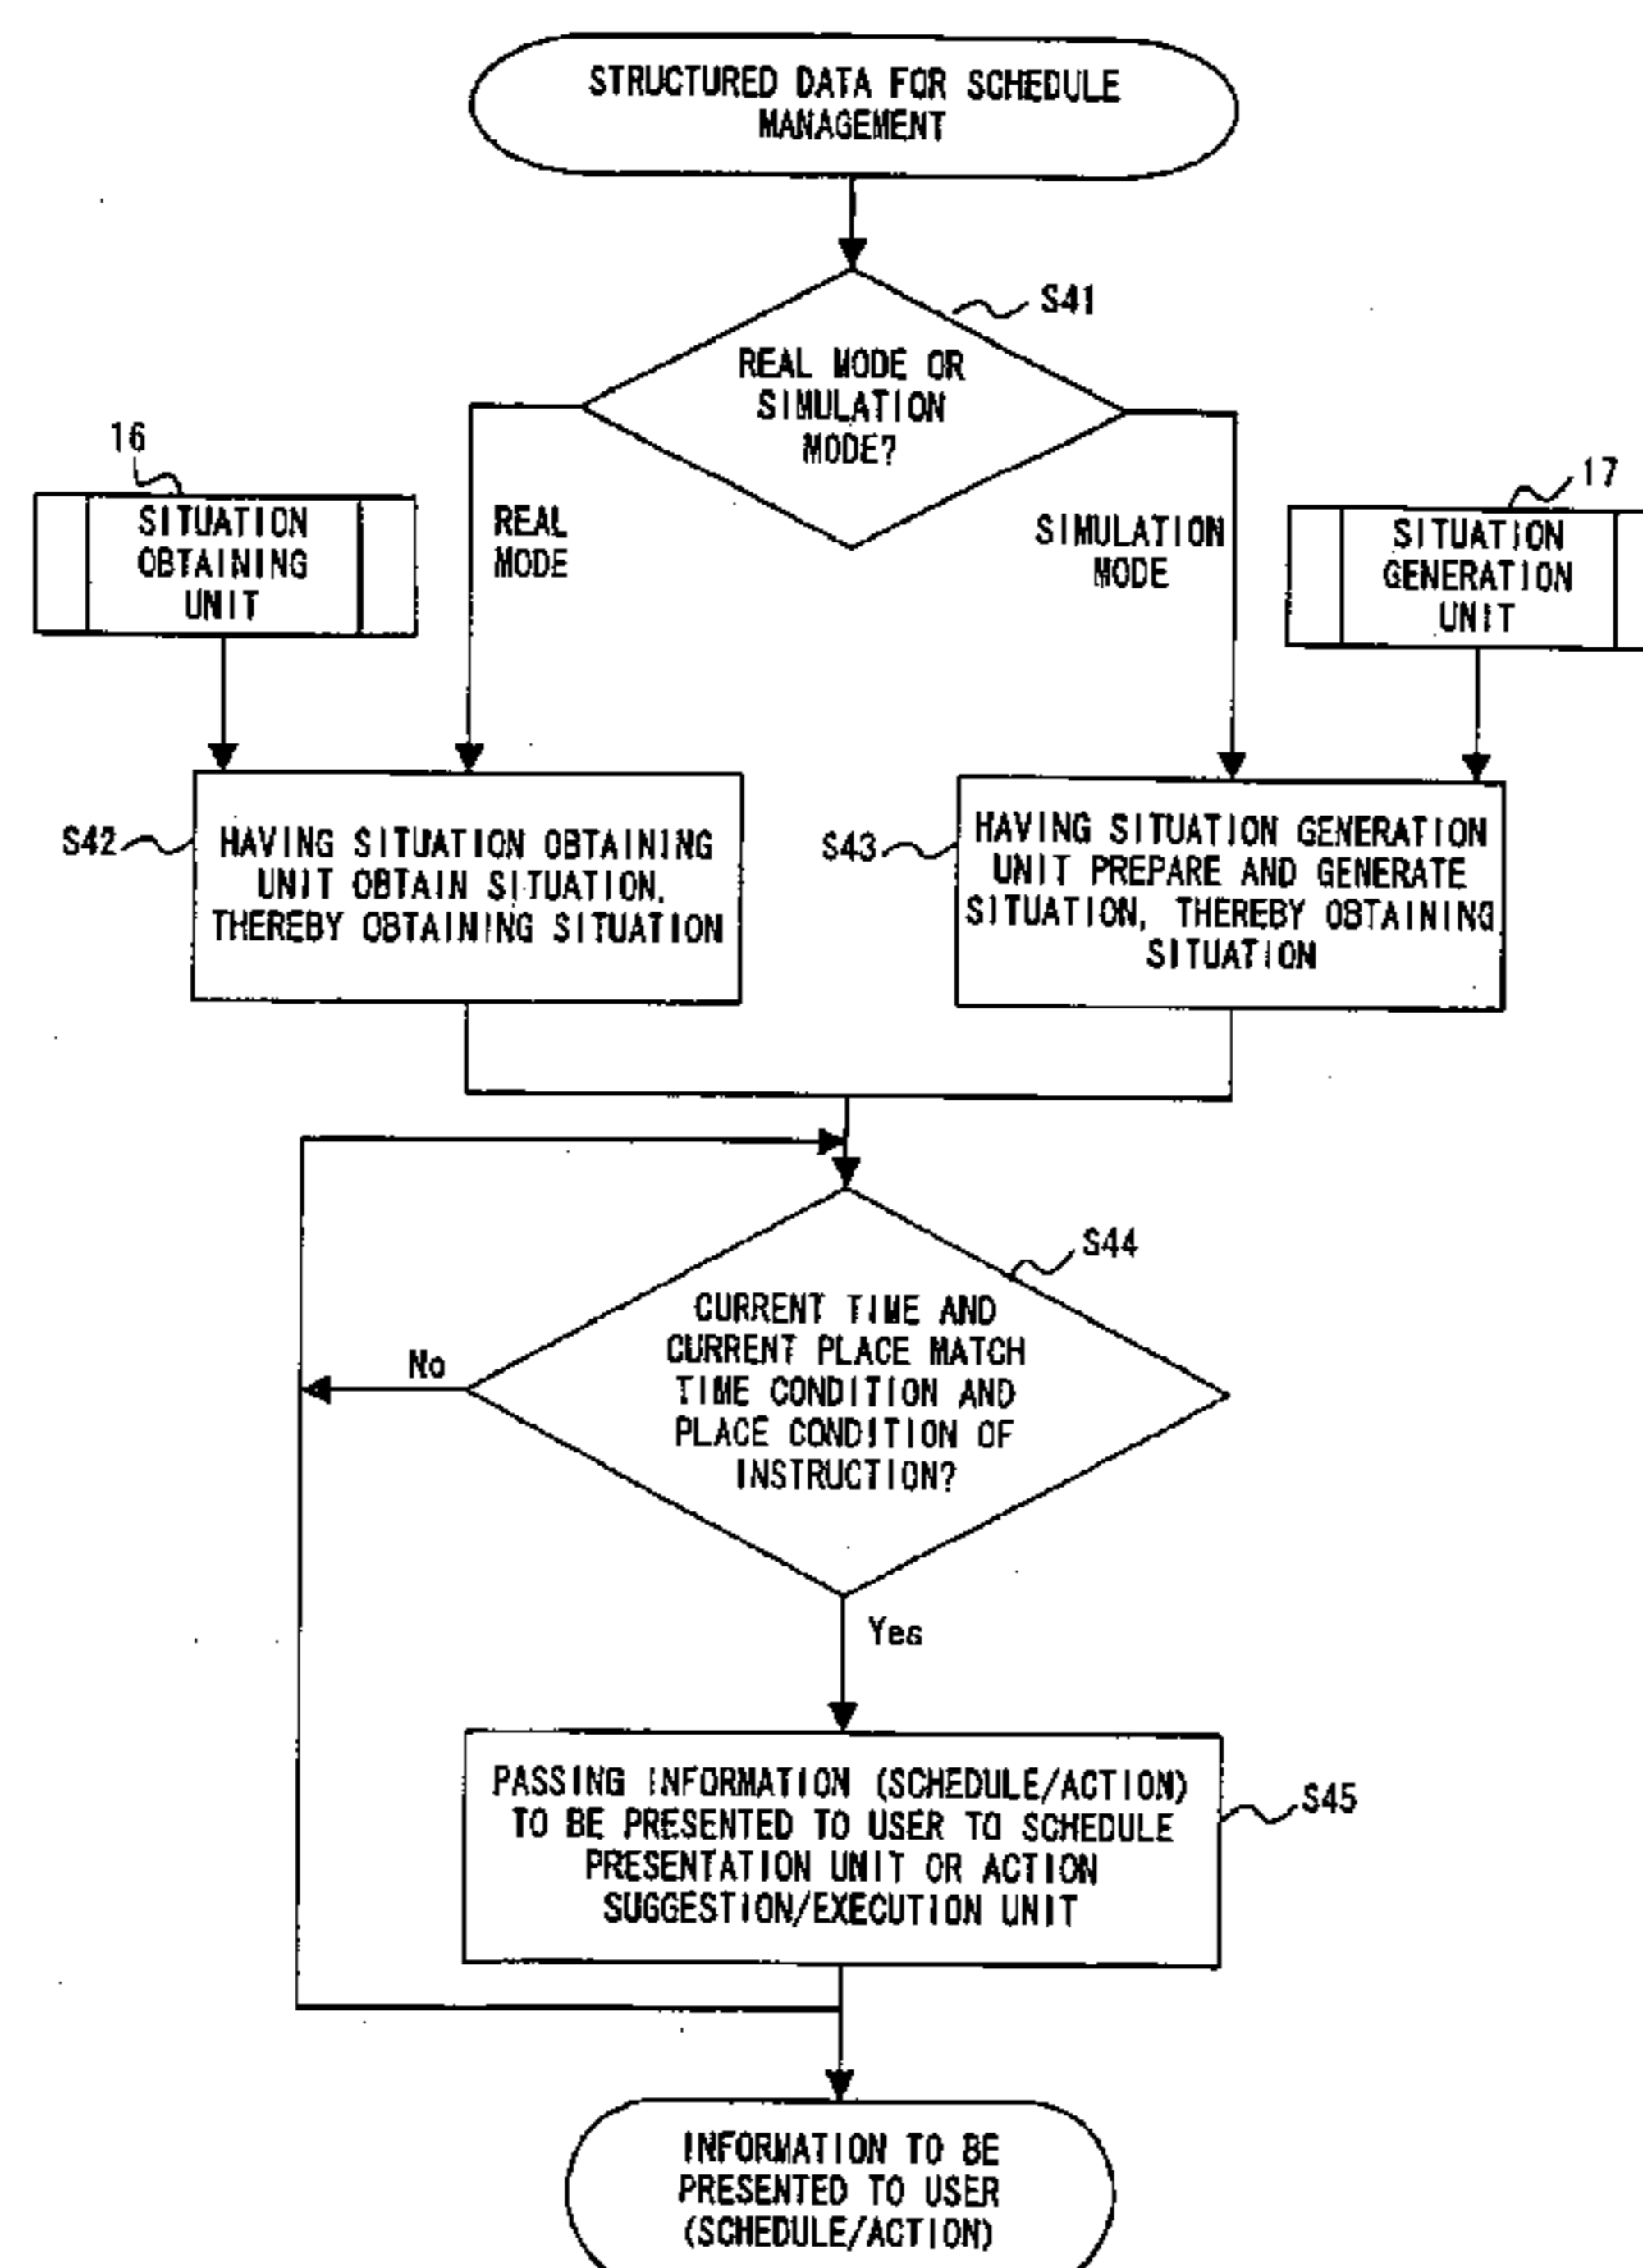 STRUCTURED DATA FOR SCHEDULE
MANAGEMENT
S41
REAL MODE OR
SIMULATION
MODE?
16
SITUATION
OBTAINING
UNIT
REAL
MODE
SIMULATION
MODE
17
SITUATION
GENERATION
UNIT
S42
HAVING SITUATION OBTAINING
UNIT OBTAIN SITUATION,
THEREBY OBTAINING SITUATION
S43
HAVING SITUATION GENERATION
UNIT PREPARE AND GENERATE
SITUATION, THEREBY OBTAINING
SITUATION
S44
CURRENT TIME AND
CURRENT PLACE MATCH
TIME CONDITION AND
PLACE CONDITION OF
INSTRUCTION?
No
Yes
PASSING INFORMATION (SCHEDULE/ACTION)
TO BE PRESENTED TO USER TO SCHEDULE
PRESENTATION UNIT OR ACTION
SUGGESTION/EXECUTION UNIT
S45
INFORMATION TO BE
PRESENTED TO USER
(SCHEDULE/ACTION)